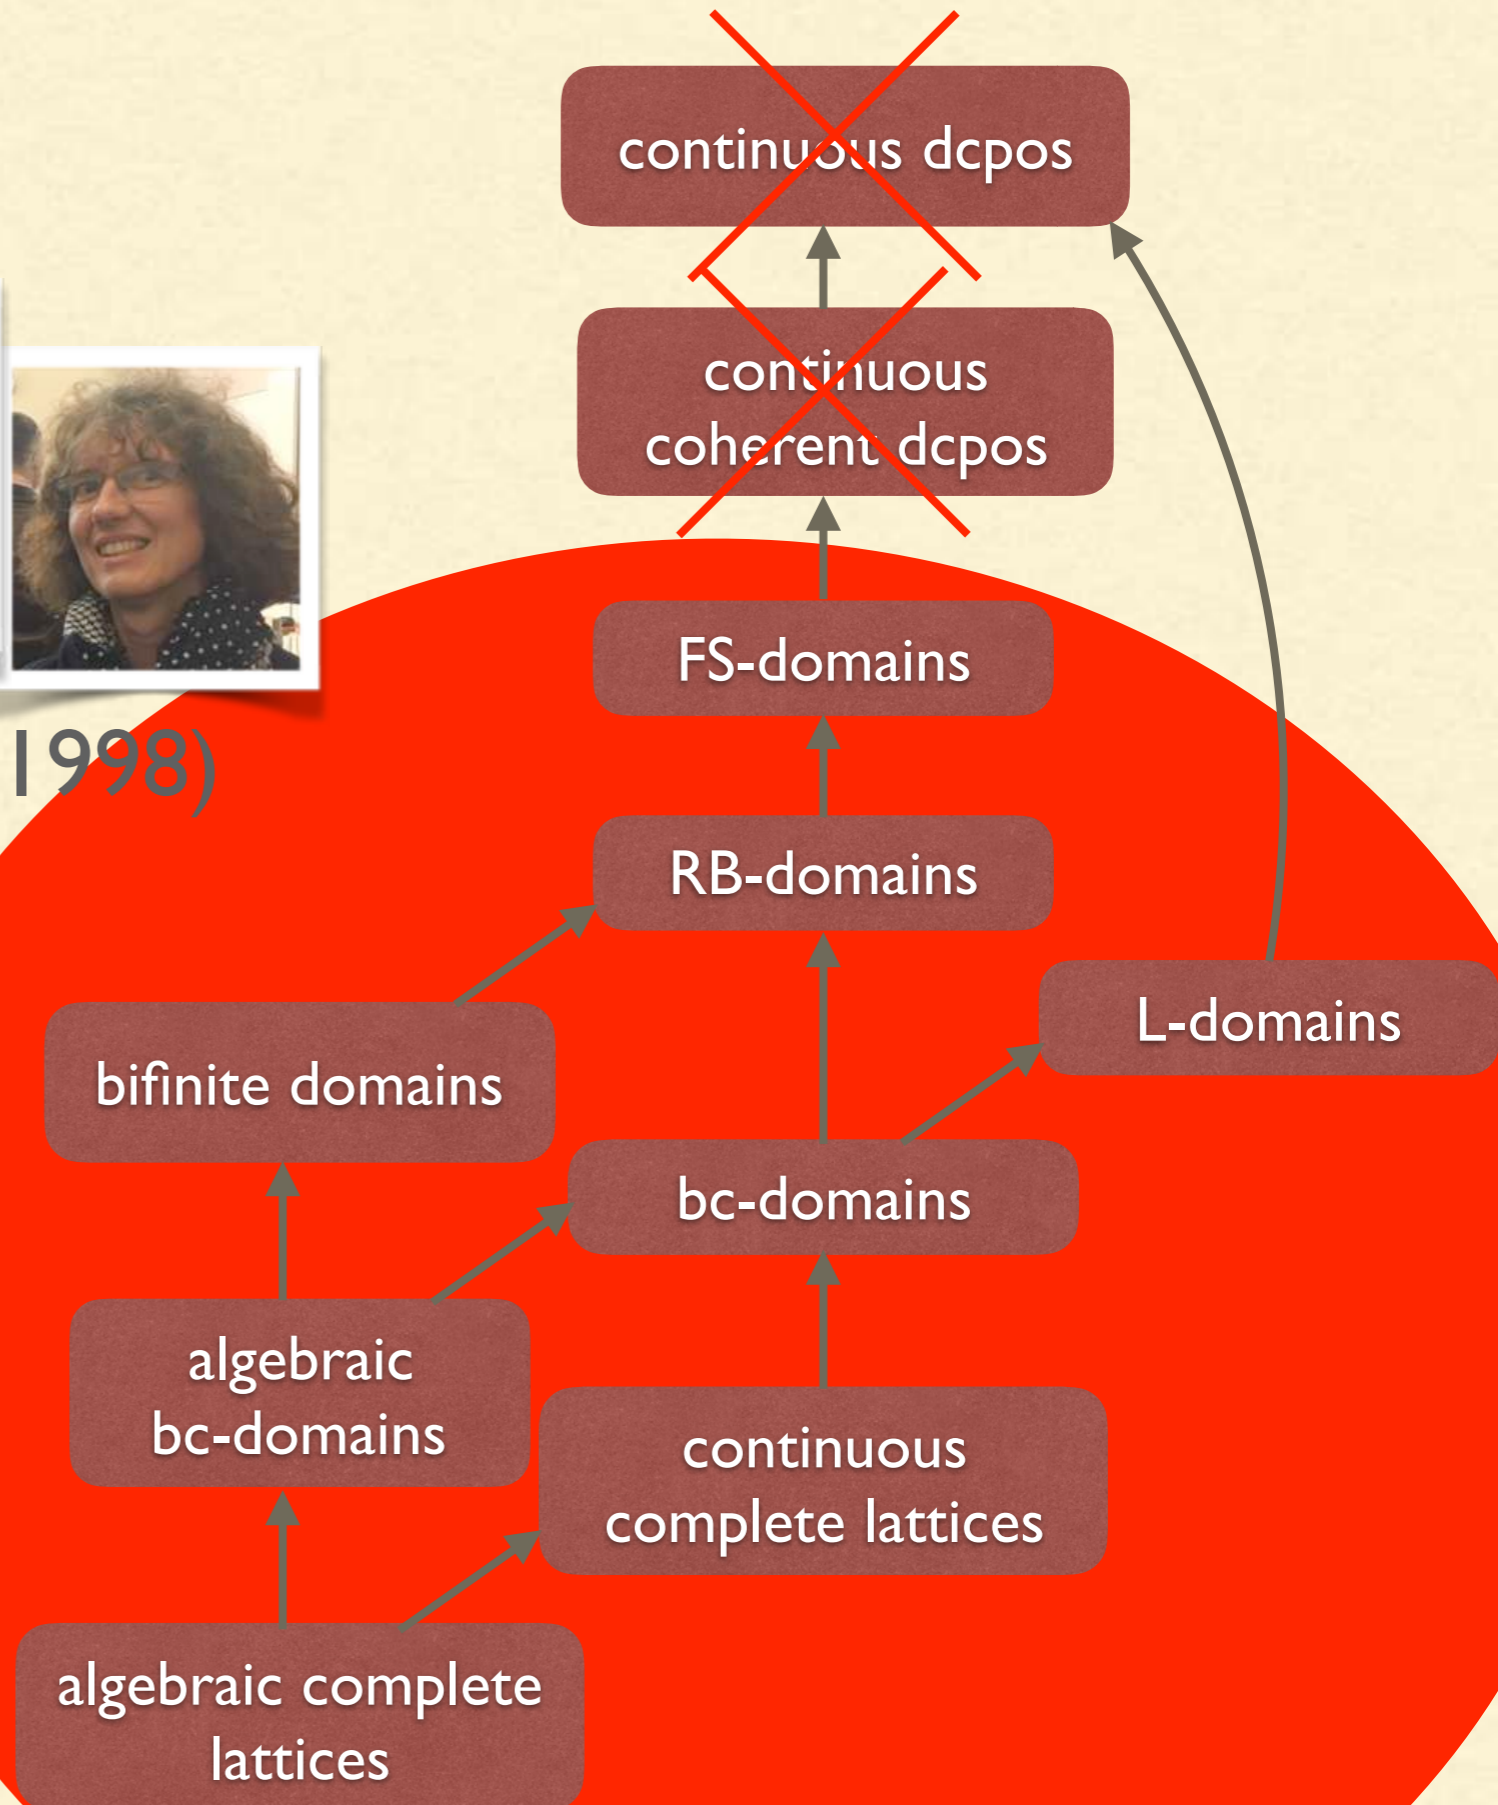 continuous dcpos
continuous
coherent dcpos
FS-domains
1998)
RB-domains
L-domains
bifinite domains
bc-domains
algebraic
bc-domains
continuous
complete lattices
algebraic complete
lattices